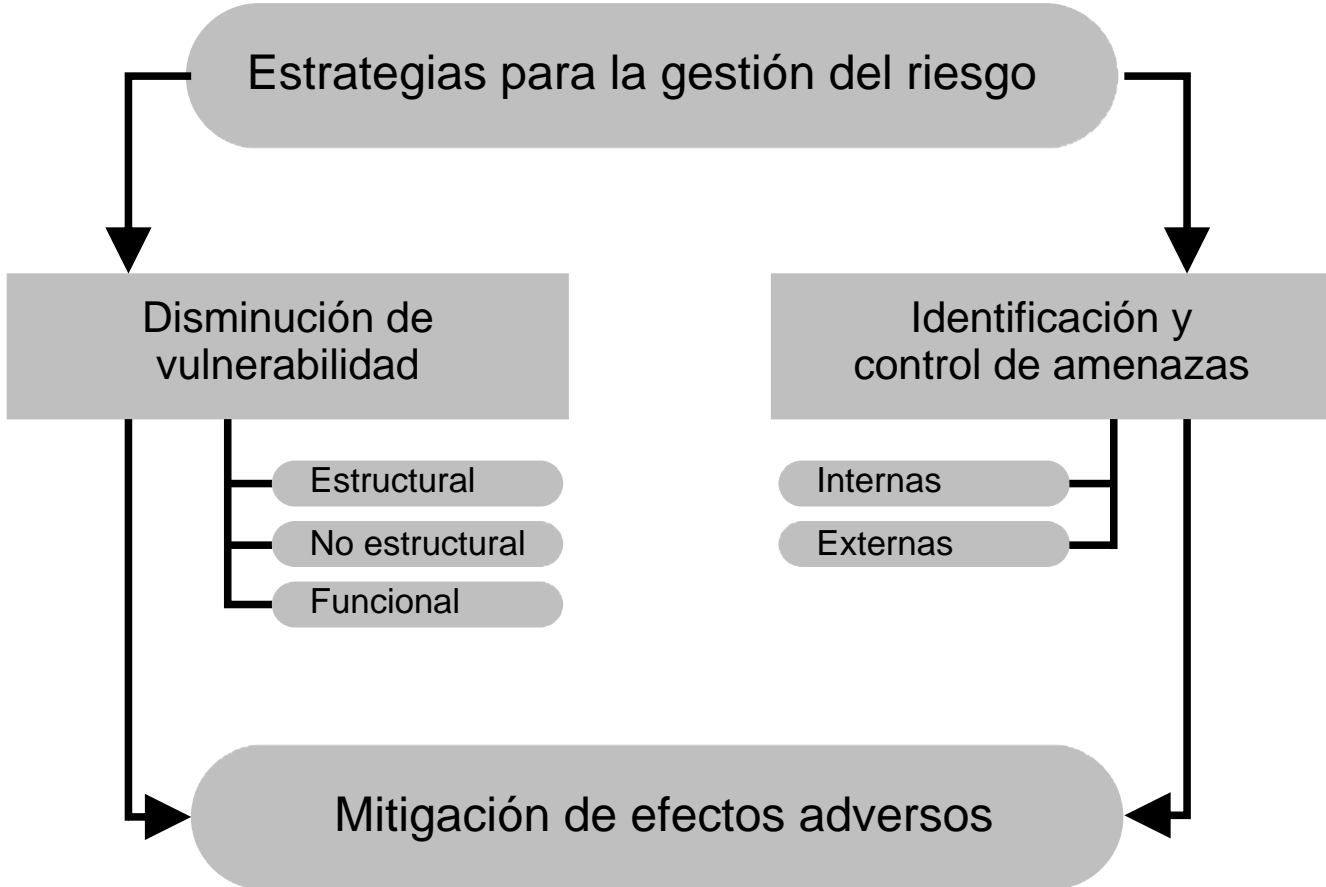 Estrategias para la gestión del riesgo
Disminución de
vulnerabilidad
Estructural
No estructural
Funcional
Identificación y
control de amenazas
Internas
Externas
Mitigación de efectos adversos